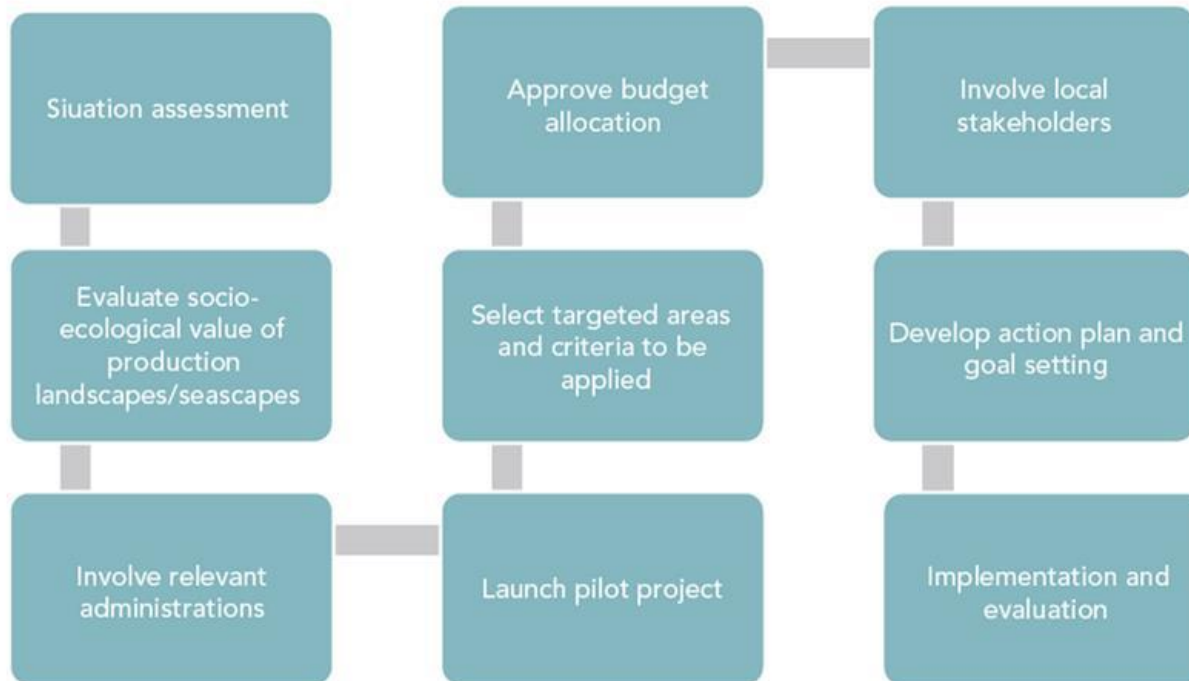 Siuation assessment
Evaluate socio-
ecological value of
production
landscapes/seascapes
Involve relevant
administrations
Launch pilot project
Select targeted areas
and criteria to be
applied
Approve budget
allocation
Involve local
stakeholders
Develop action plan and
goal setting
Implementation and
evaluation